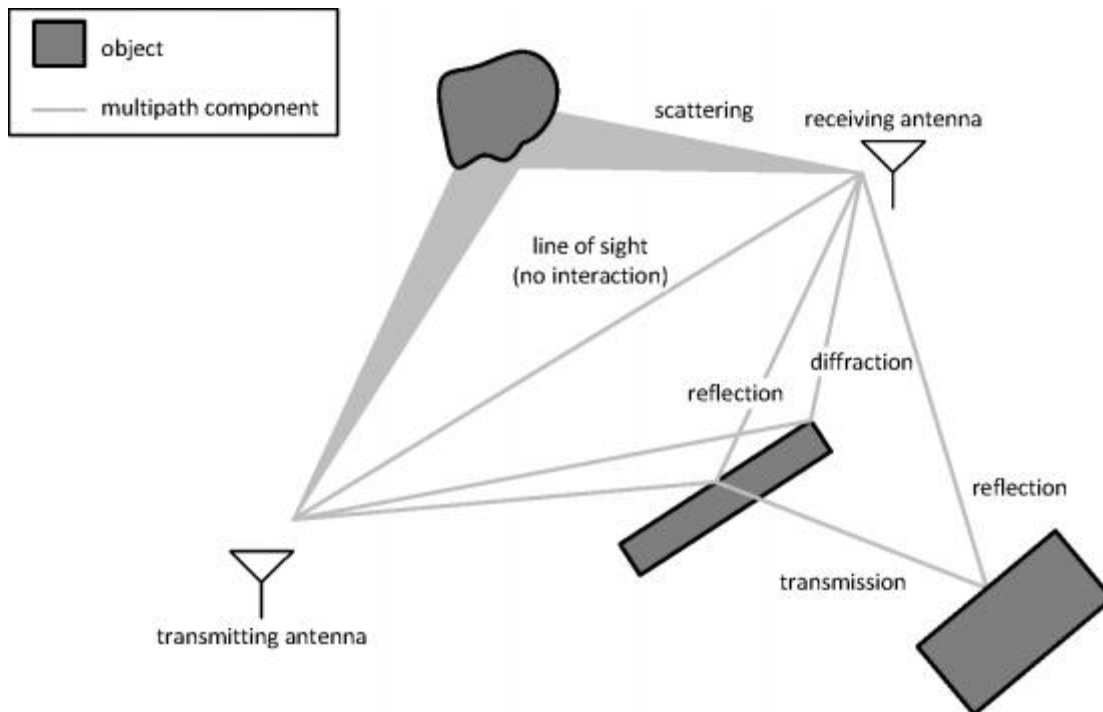 object
multipath component
scattering
receiving antenna
line of sight
(no interaction)
diffraction
reflection
reflection
transmission
transmitting antenna